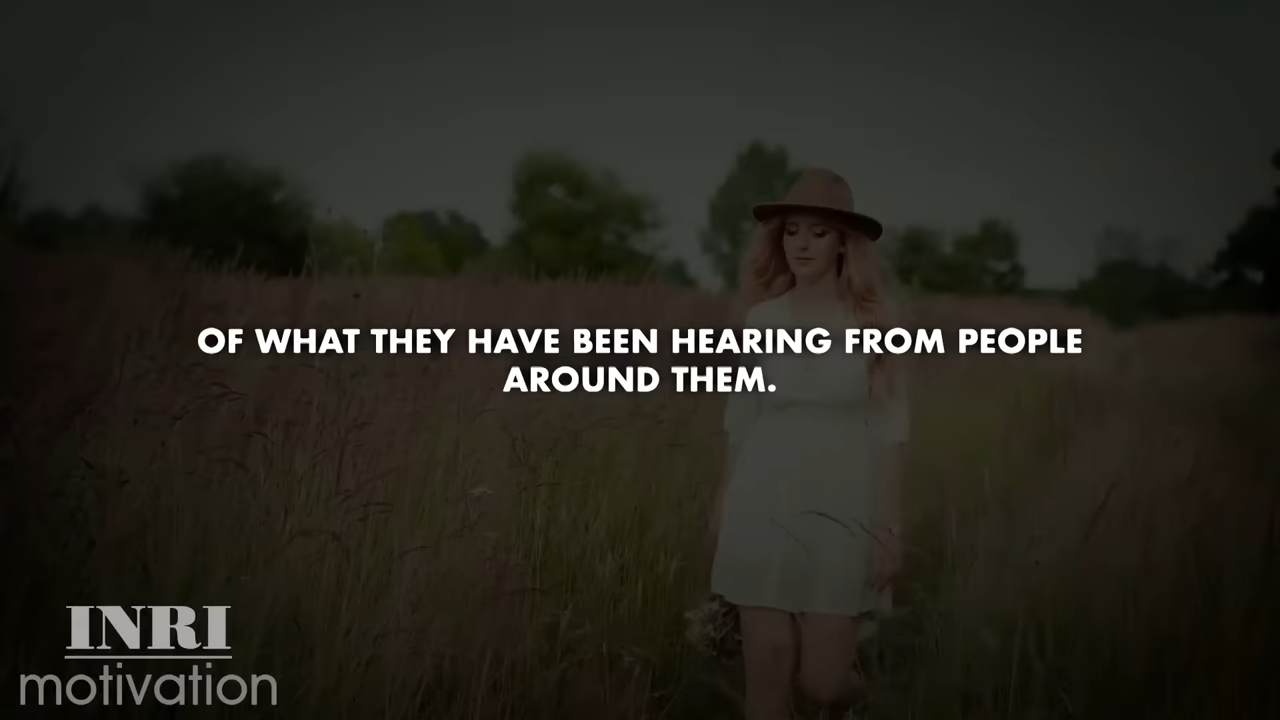 OF WHAT THEY HAVE BEEN HEARING FROM PEOPLE
AROUND THEM.
INRI
motivation